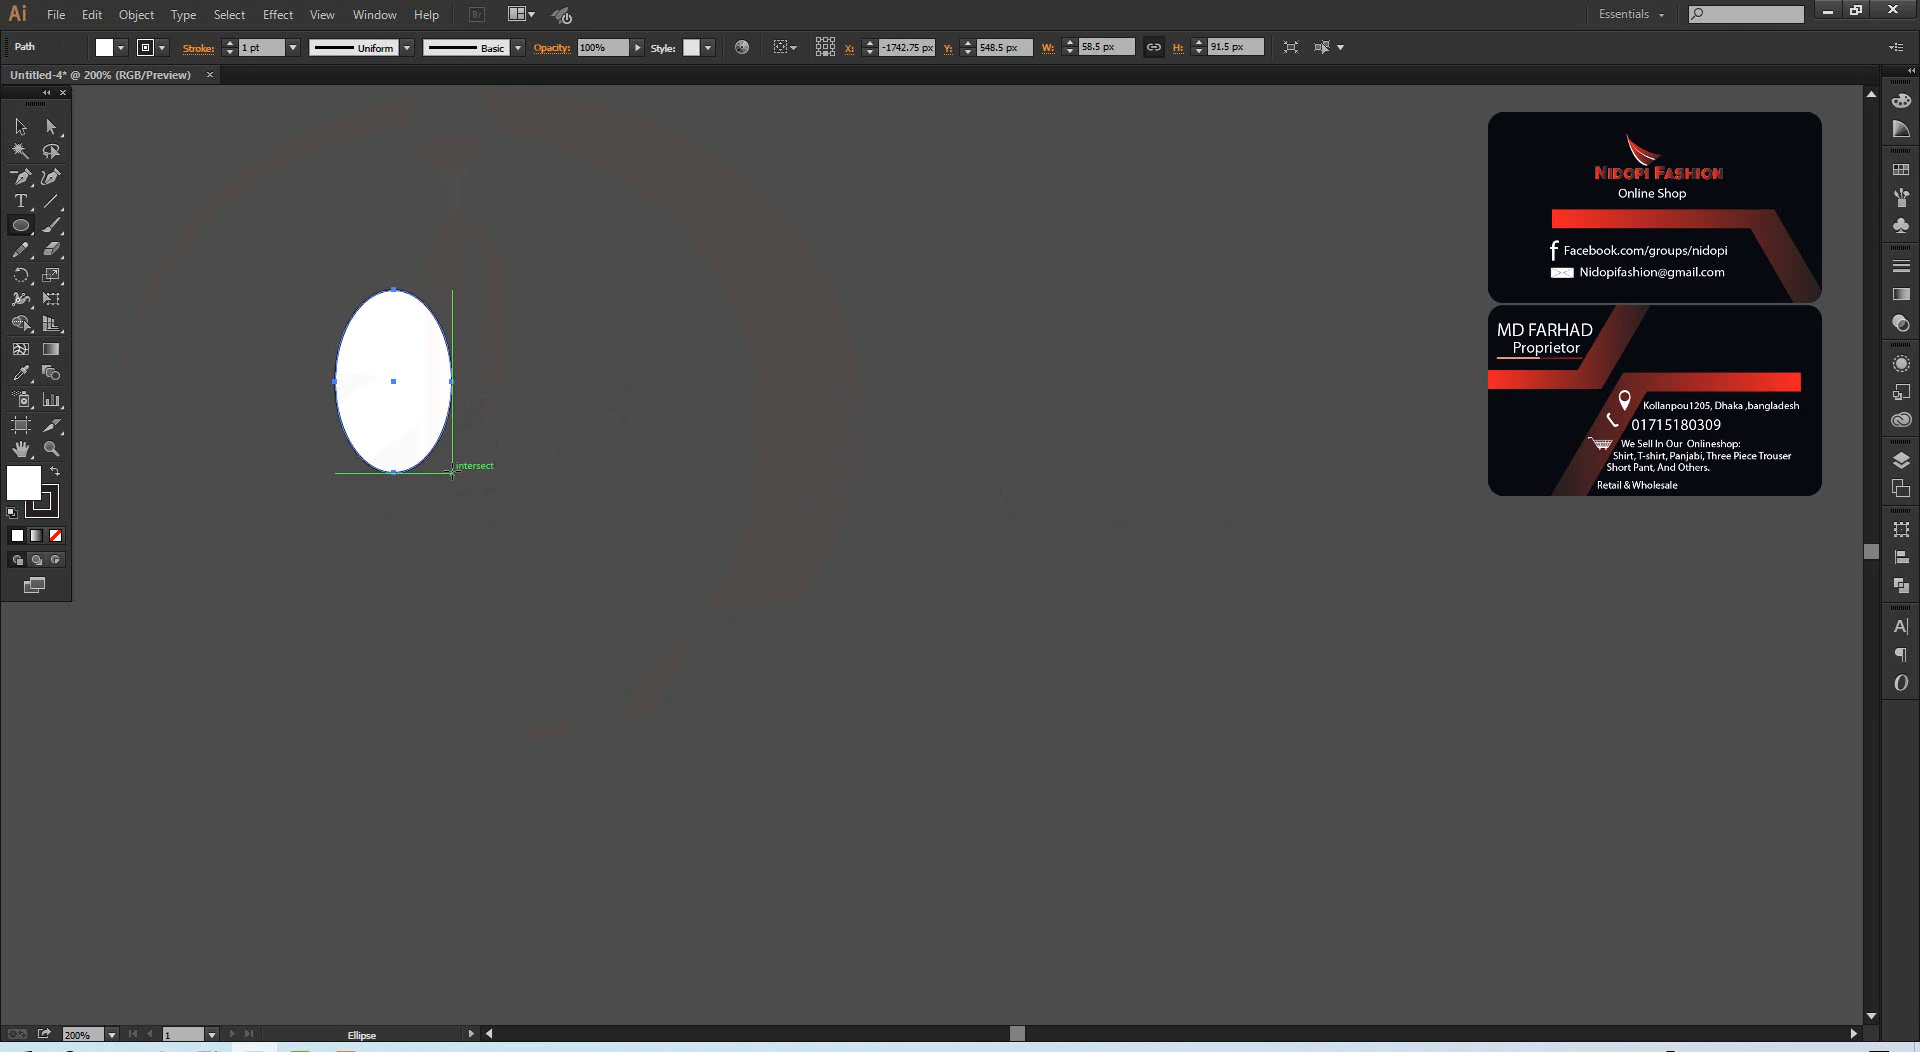 Ai File Edit Object Type Select Effect View Window Help Br Essentials
Path Stroke: 1 pt Uniform Basic Opacity: 100% Style: X: -1742.75 px Y: 548.5 px W: 58.5 px H: 91.5 px
Untitled-4* @ 200% (RGB/Preview)
intersect
NIDOPI FASHION
Online Shop
Facebook.com/groups/nidopi
Nidopifashion@gmail.com
MD FARHAD
Proprietor
Kollanpou1205, Dhaka ,bangladesh
01715180309
We Sell In Our Onlineshop:
Shirt, T-shirt, Panjabi, Three Piece Trouser
Short Pant, And Others.
Retail & Wholesale
200% 1 Ellipse